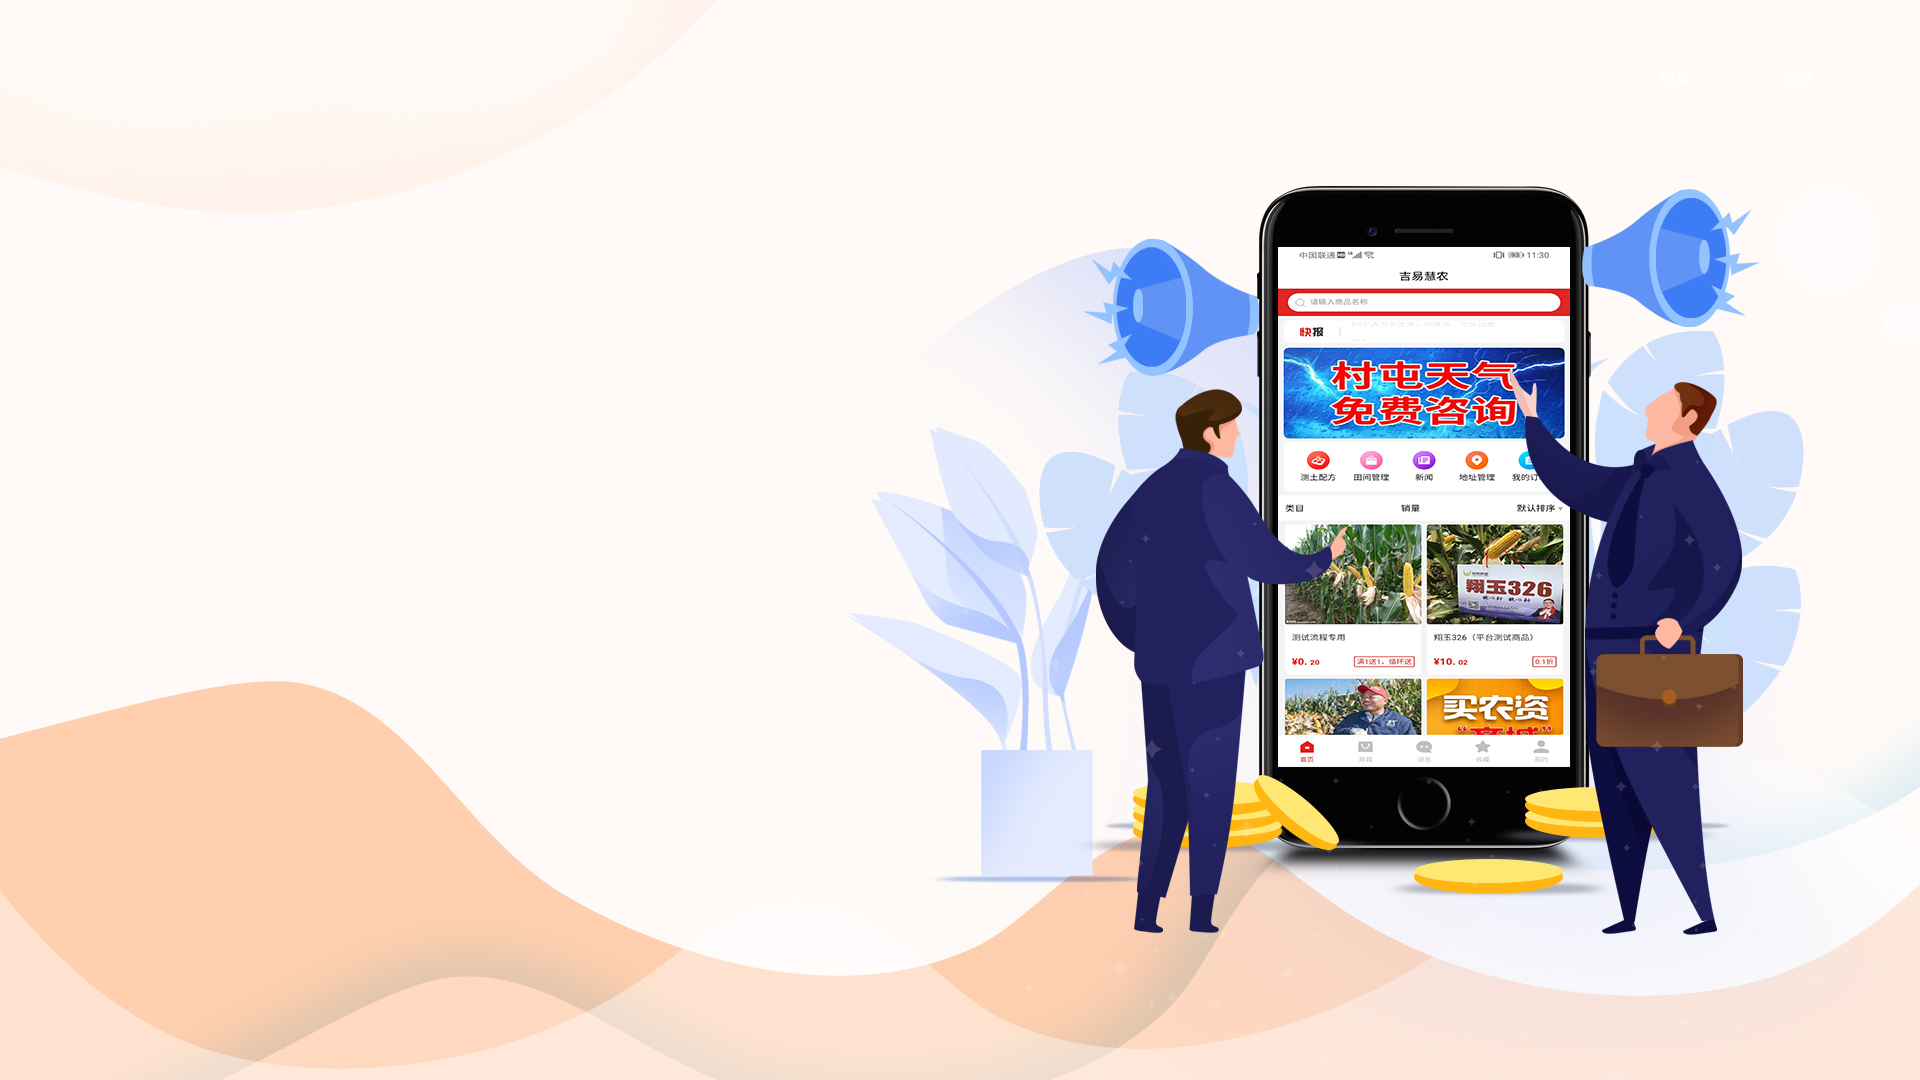 中国联通
93 11:30
吉易慧农
请输入商品名称
快报
村屯天气
免费咨询
测土配方 田间管理 新闻 地址管理 我的订
类目 销量 默认排序
翔玉326
测试流程专用
翔玉326（平台测试商品）
¥0.20 满1送1，循环送
¥10.02 0.1折
买农资
首页 商城 消息 收藏 我的